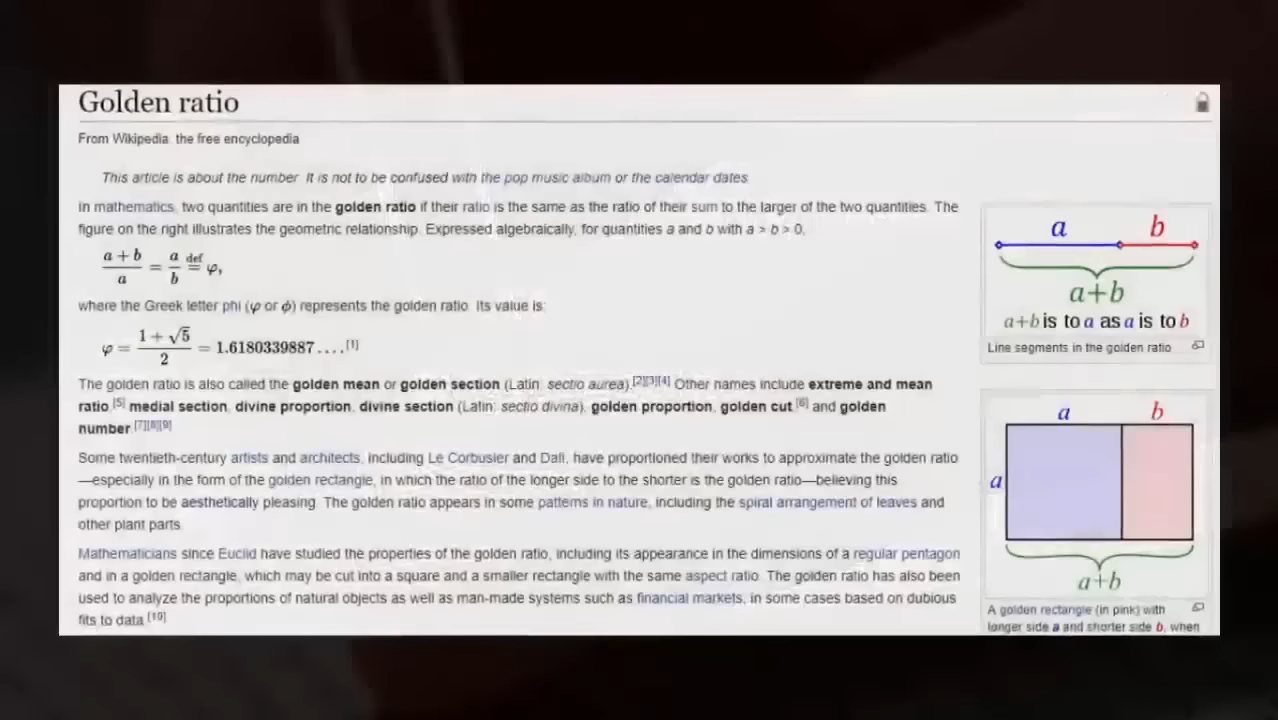 Golden ratio
From Wikipedia, the free encyclopedia
This article is about the number. It is not to be confused with the pop music album or the calendar dates.
In mathematics, two quantities are in the golden ratio if their ratio is the same as the ratio of their sum to the larger of the two quantities. The
figure on the right illustrates the geometric relationship. Expressed algebraically, for quantities a and b with a > b > 0,
(a + b)/a = a/b def= φ,
where the Greek letter phi (φ or ϕ) represents the golden ratio. Its value is:
φ = (1 + √5)/2 = 1.6180339887 . . . .[1]
The golden ratio is also called the golden mean or golden section (Latin: sectio aurea).[2][3][4] Other names include extreme and mean
ratio,[5] medial section, divine proportion, divine section (Latin: sectio divina), golden proportion, golden cut,[6] and golden
number.[7][8][9]
Some twentieth-century artists and architects, including Le Corbusier and Dalí, have proportioned their works to approximate the golden ratio
—especially in the form of the golden rectangle, in which the ratio of the longer side to the shorter is the golden ratio—believing this
proportion to be aesthetically pleasing. The golden ratio appears in some patterns in nature, including the spiral arrangement of leaves and
other plant parts.
Mathematicians since Euclid have studied the properties of the golden ratio, including its appearance in the dimensions of a regular pentagon
and in a golden rectangle, which may be cut into a square and a smaller rectangle with the same aspect ratio. The golden ratio has also been
used to analyze the proportions of natural objects as well as man-made systems such as financial markets, in some cases based on dubious
fits to data.[10]
a b
a+b
a+b is to a as a is to b
Line segments in the golden ratio
a b
a
a+b
A golden rectangle (in pink) with
longer side a and shorter side b, when